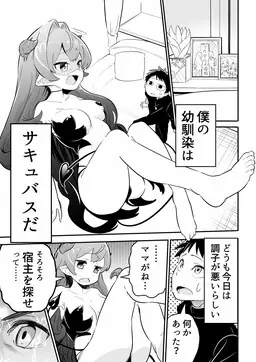 僕の
幼馴染は
サキュバスだ
どうも今日は
調子が悪いらしい
何か
あった？
ママがね…
そろそろ
宿主を探せ
って……